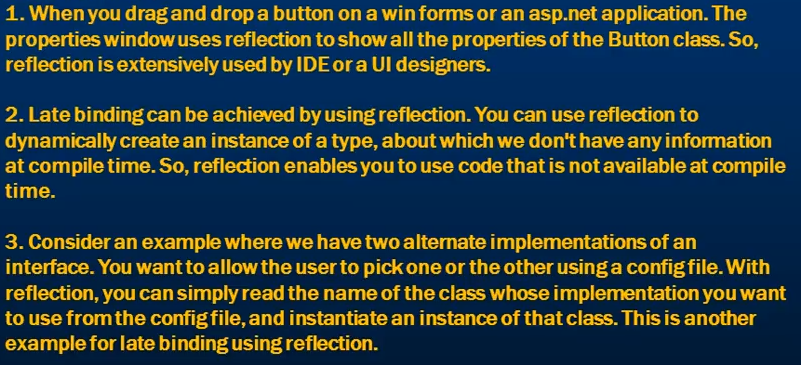 1. When you drag and drop a button on a win forms or an asp.net application. The
properties window uses reflection to show all the properties of the Button class. So,
reflection is extensively used by IDE or a UI designers.
2. Late binding can be achieved by using reflection. You can use reflection to
dynamically create an instance of a type, about which we don't have any information
at compile time. So, reflection enables you to use code that is not available at compile
time.
3. Consider an example where we have two alternate implementations of an
interface. You want to allow the user to pick one or the other using a config file. With
reflection, you can simply read the name of the class whose implementation you want
to use from the config file, and instantiate an instance of that class. This is another
example for late binding using reflection.